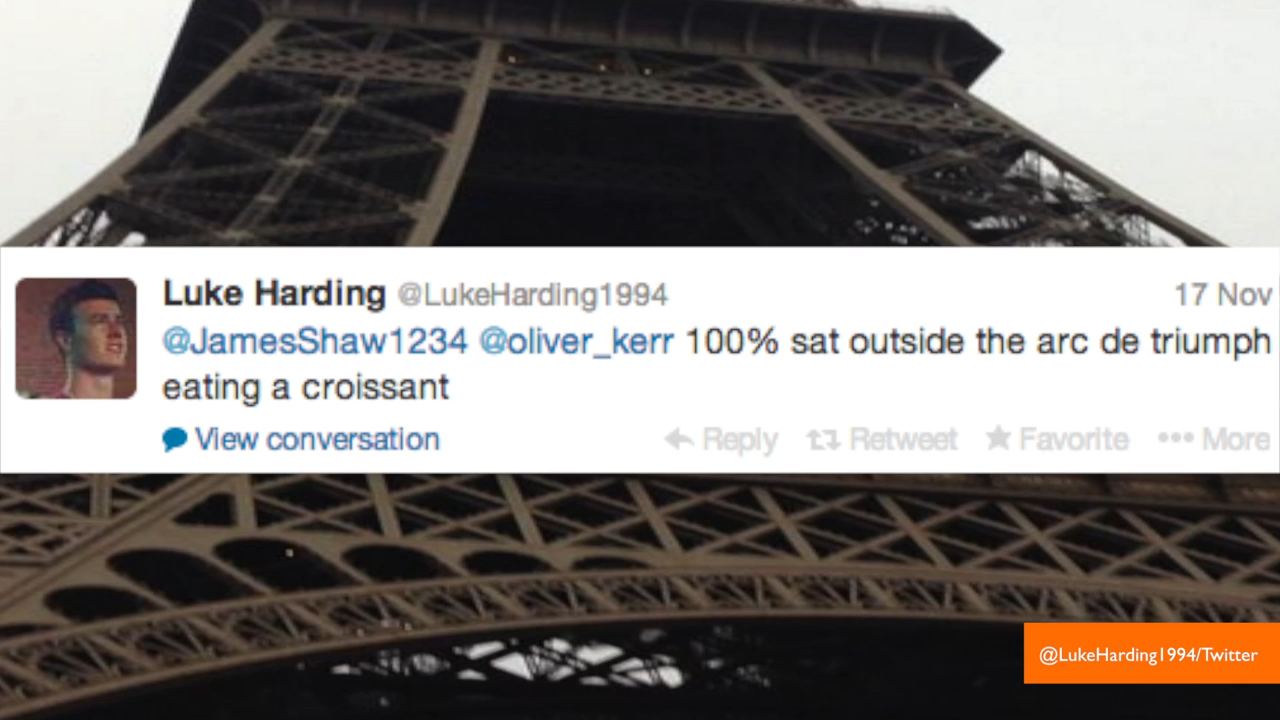 Luke Harding @LukeHarding1994 17 Nov
@JamesShaw1234 @oliver_kerr 100% sat outside the arc de triumph
eating a croissant
View conversation Reply Retweet Favorite More
@LukeHarding1994/Twitter